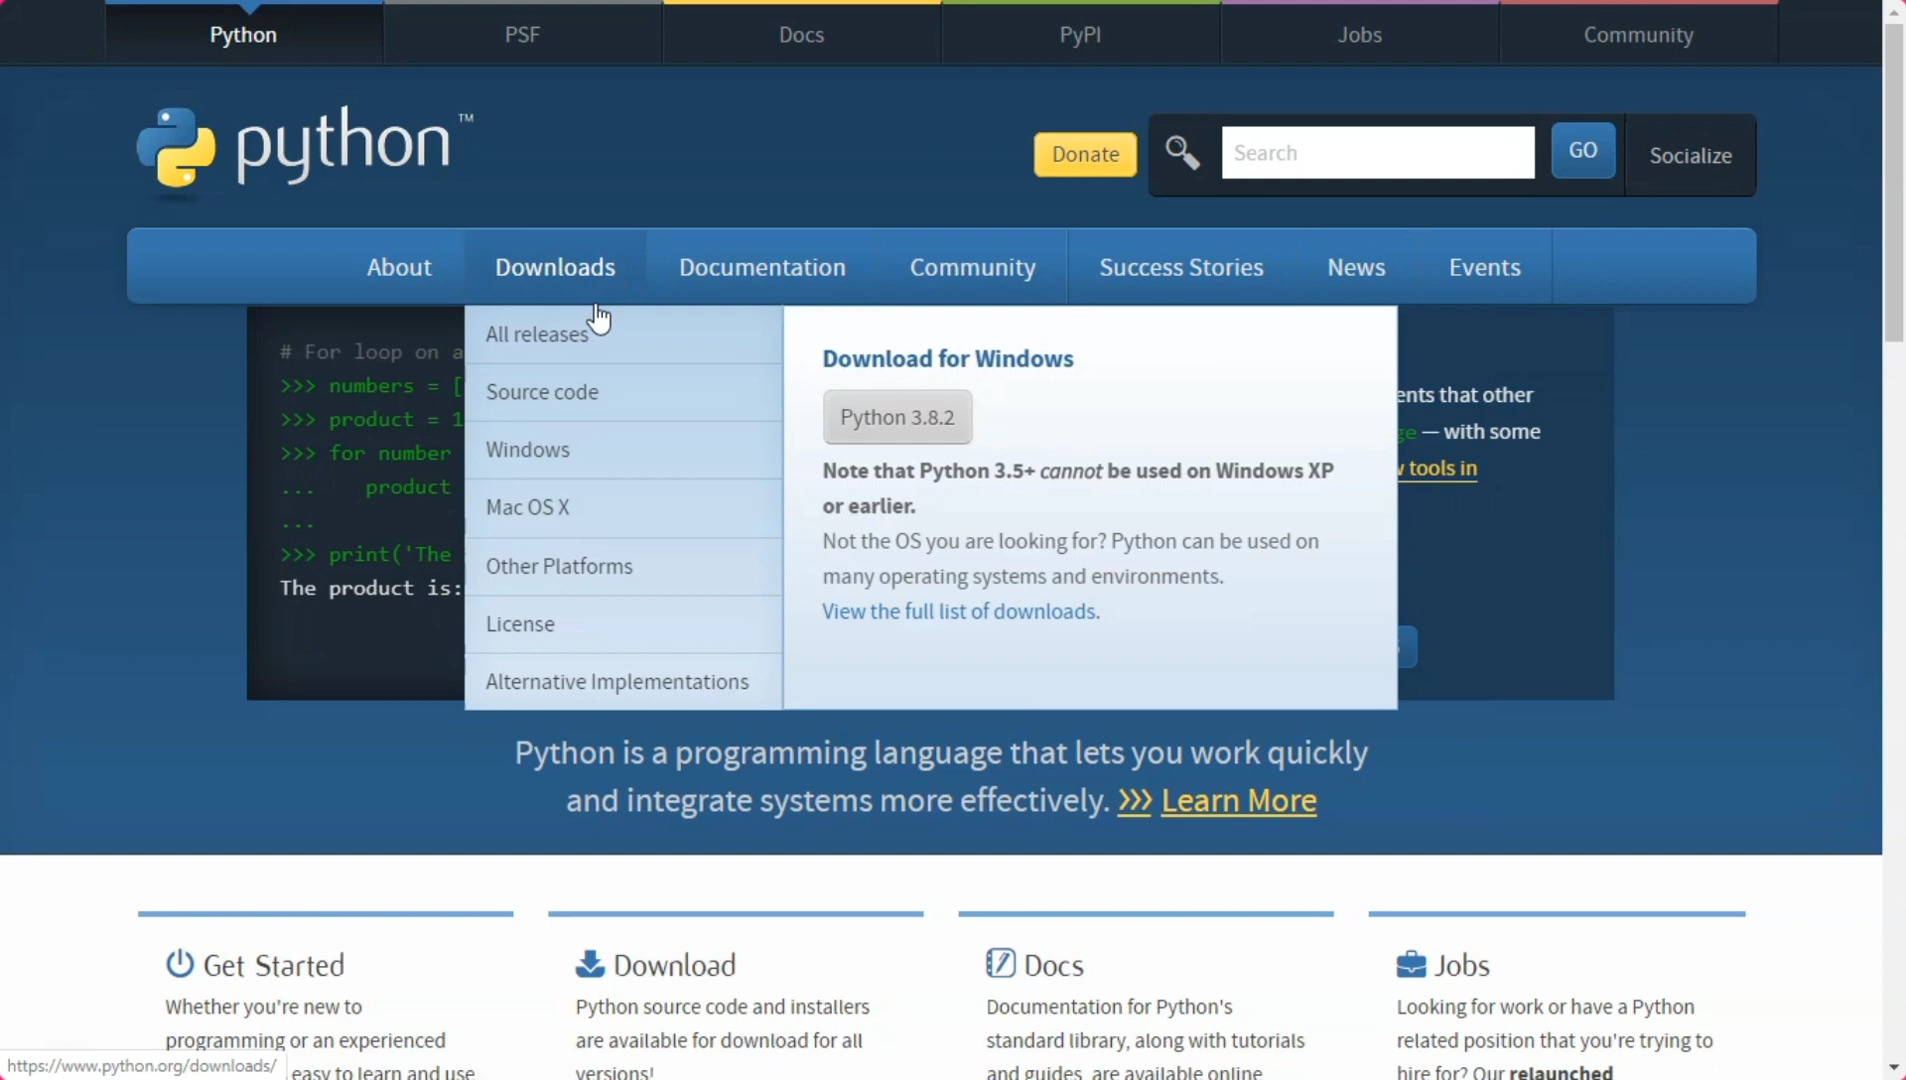 Python
PSF
Docs
PyPI
Jobs
Community
python™
Donate
Search
GO
Socialize
About
Downloads
Documentation
Community
Success Stories
News
Events
# For loop on a
>>> numbers = [
>>> product = 1
>>> for number
... product
...
>>> print('The
The product is:
All releases
Source code
Windows
Mac OS X
Other Platforms
License
Alternative Implementations
Download for Windows
Python 3.8.2
Note that Python 3.5+ cannot be used on Windows XP
or earlier.
Not the OS you are looking for? Python can be used on
many operating systems and environments.
View the full list of downloads.
ents that other
ge — with some
tools in
Python is a programming language that lets you work quickly
and integrate systems more effectively. >>> Learn More
Get Started
Whether you're new to
programming or an experienced
easy to learn and use
Download
Python source code and installers
are available for download for all
versions!
Docs
Documentation for Python's
standard library, along with tutorials
and guides, are available online
Jobs
Looking for work or have a Python
related position that you're trying to
hire for? Our relaunched
https://www.python.org/downloads/